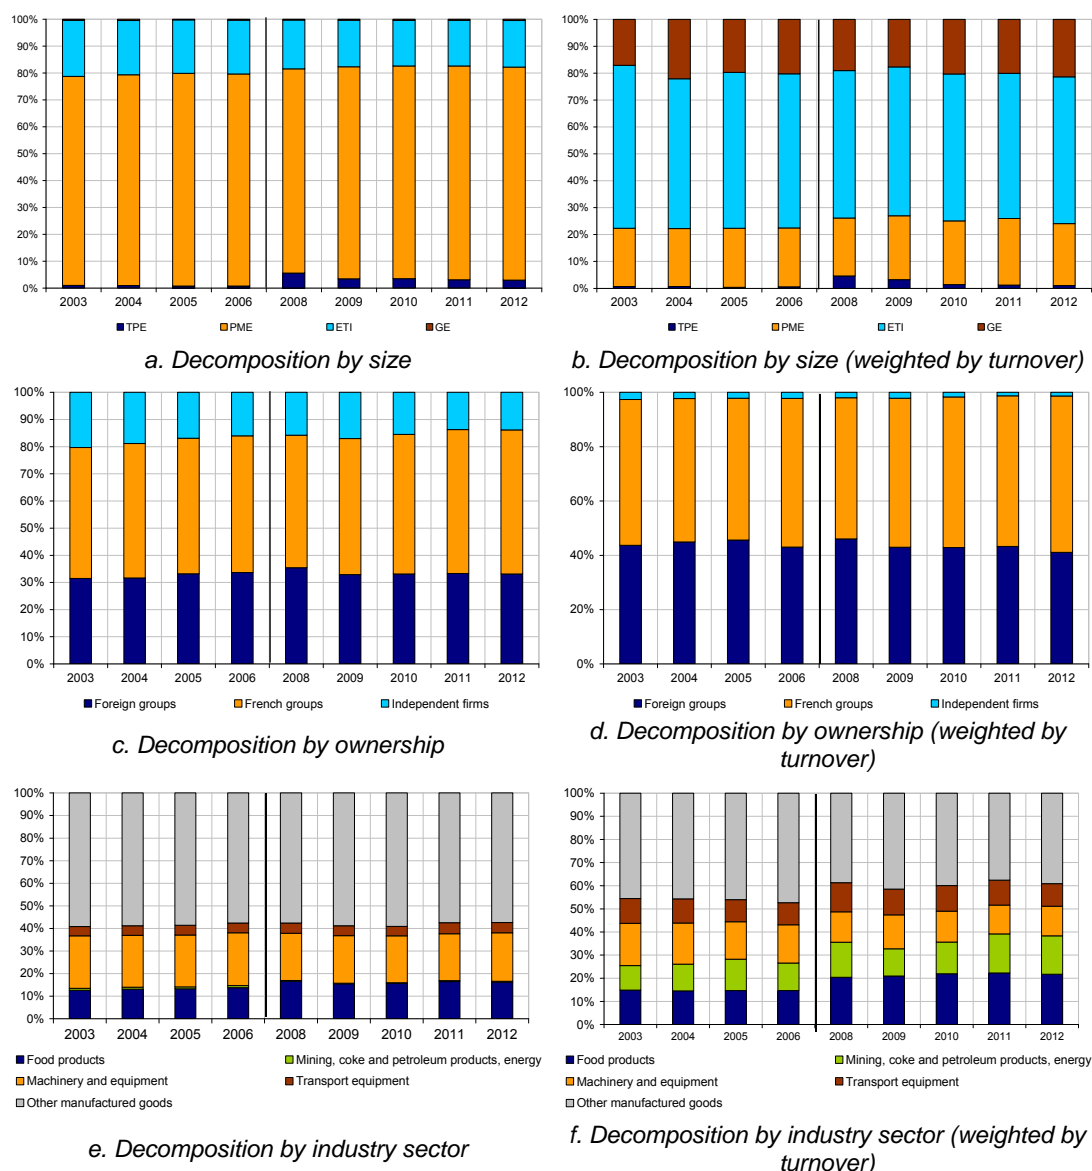 100%
90%
80%
70%
60%
50%
40%
30%
20%
10%
0%
2003 2004 2005 2006 2008 2009 2010 2011 2012
TPE PME ETI GE
a. Decomposition by size
100%
90%
80%
70%
60%
50%
40%
30%
20%
10%
0%
2003 2004 2005 2006 2008 2009 2010 2011 2012
TPE PME ETI GE
b. Decomposition by size (weighted by turnover)
100%
90%
80%
70%
60%
50%
40%
30%
20%
10%
0%
2003 2004 2005 2006 2008 2009 2010 2011 2012
Foreign groups French groups Independent firms
c. Decomposition by ownership
100%
80%
60%
40%
20%
0%
2003 2004 2005 2006 2008 2009 2010 2011 2012
Foreign groups French groups Independent firms
d. Decomposition by ownership (weighted by
turnover)
100%
90%
80%
70%
60%
50%
40%
30%
20%
10%
0%
2003 2004 2005 2006 2008 2009 2010 2011 2012
Food products Mining, coke and petroleum products, energy
Machinery and equipment Transport equipment
Other manufactured goods
e. Decomposition by industry sector
100%
90%
80%
70%
60%
50%
40%
30%
20%
10%
0%
2003 2004 2005 2006 2008 2009 2010 2011 2012
Food products Mining, coke and petroleum products, energy
Machinery and equipment Transport equipment
Other manufactured goods
f. Decomposition by industry sector (weighted by
turnover)